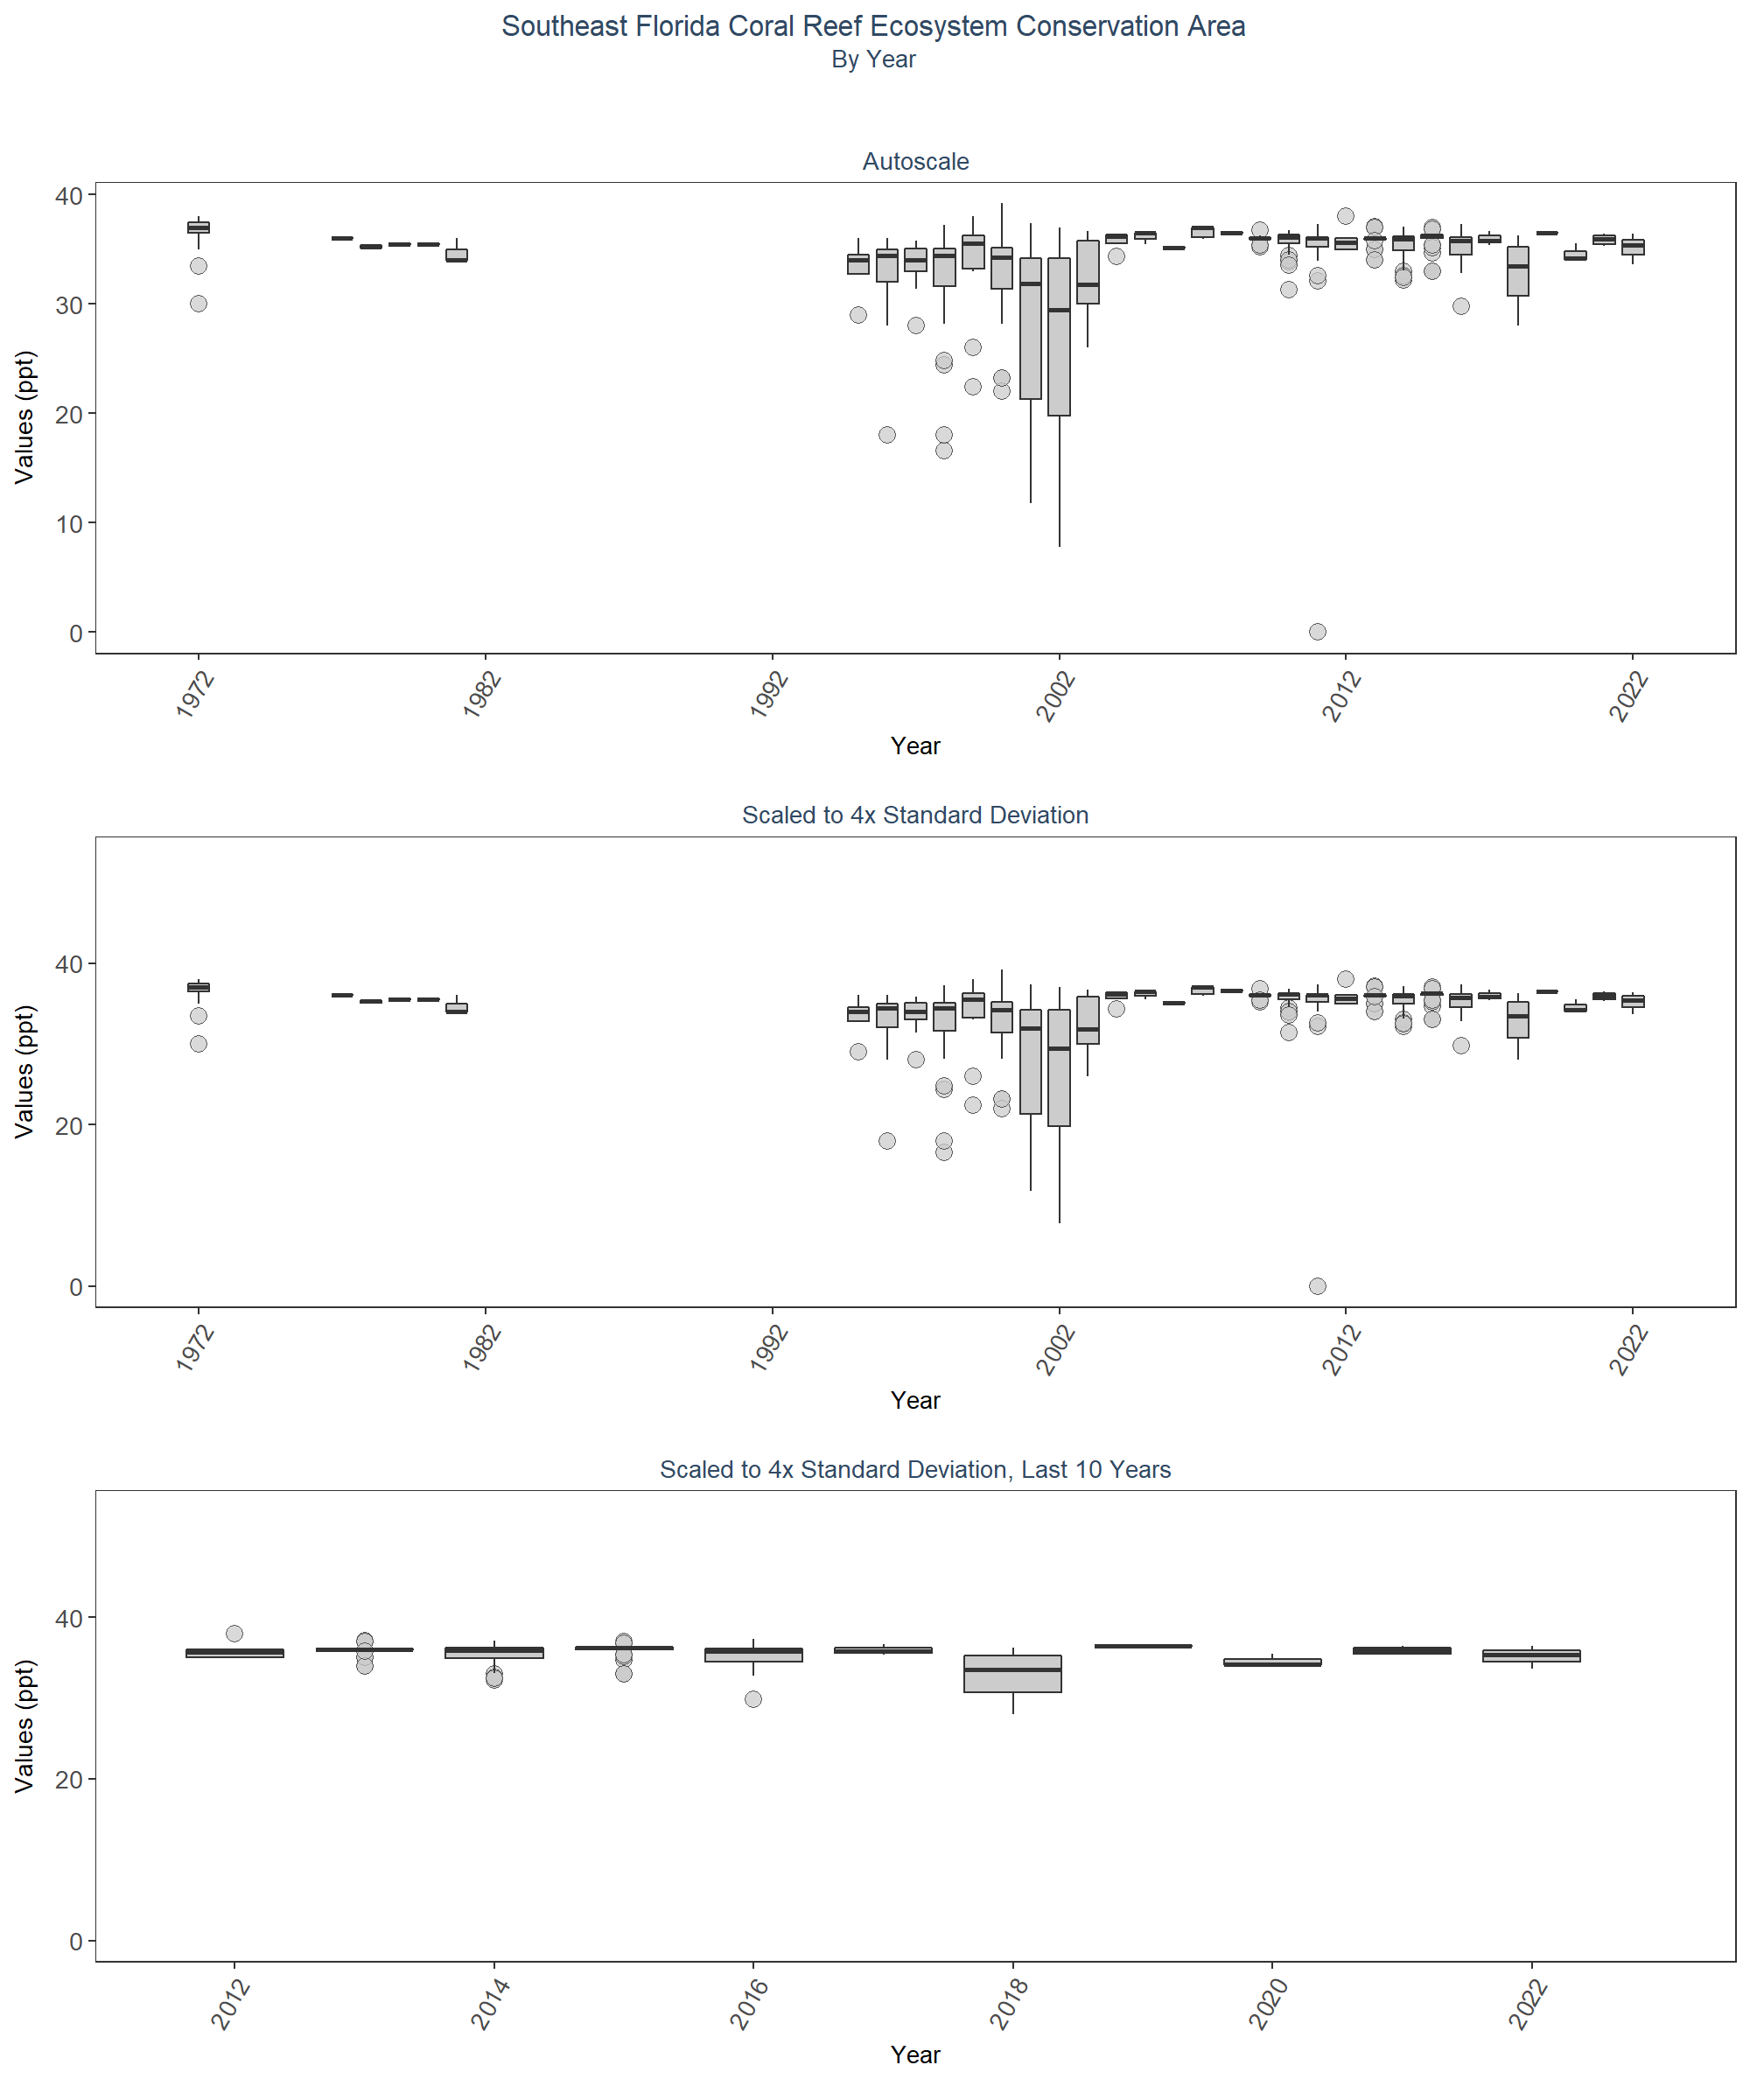 Southeast Florida Coral Reef Ecosystem Conservation Area
By Year
Autoscale
Values (ppt)
40
30
20
10
0
1972
1982
1992
2002
2012
2022
Year
Scaled to 4x Standard Deviation
Values (ppt)
40
20
0
1972
1982
1992
2002
2012
2022
Year
Scaled to 4x Standard Deviation, Last 10 Years
Values (ppt)
40
20
0
2012
2014
2016
2018
2020
2022
Year